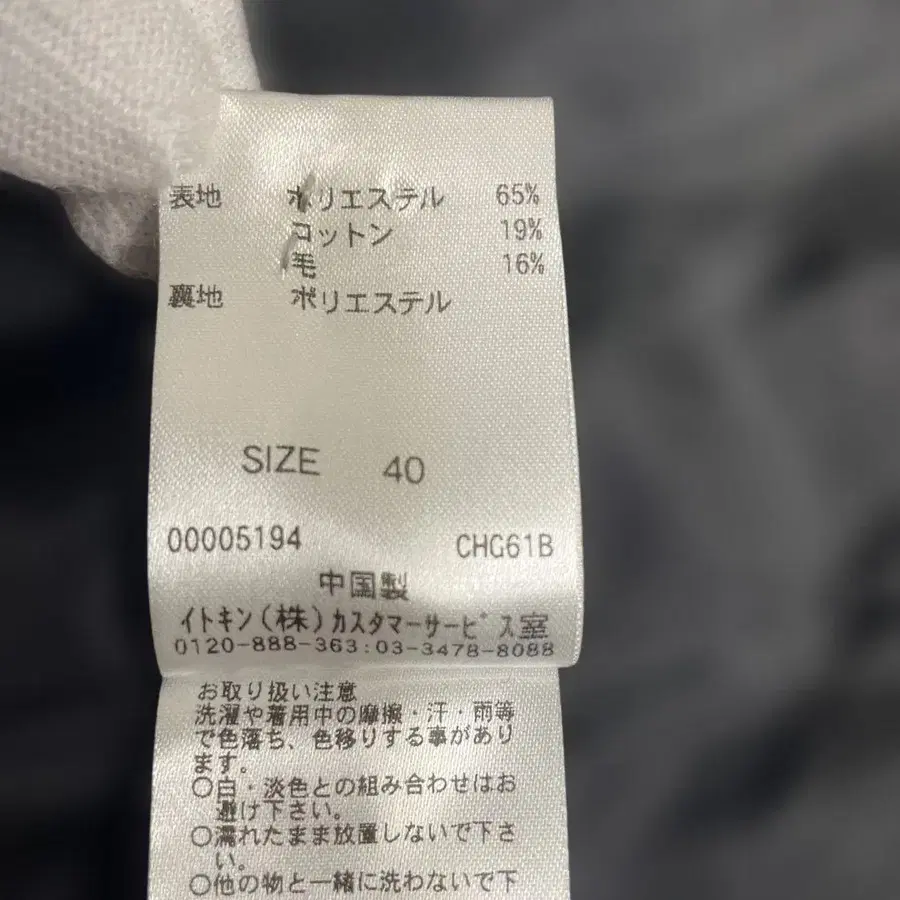 表地 ポリエステル 65%
コットン 19%
毛 16%
裏地 ポリエステル
SIZE 40
00005194 CHG61B
中国製
イトキン(株)カスタマーサービス室
0120-888-363:03-3478-8088
お取り扱い注意
洗濯や着用中の摩擦・汗・雨等
で色落ち、色移りする事があり
ます。
○白・淡色との組み合わせはお
避け下さい。
○濡れたまま放置しないで下さ
い。
○他の物と一緒に洗わないで下